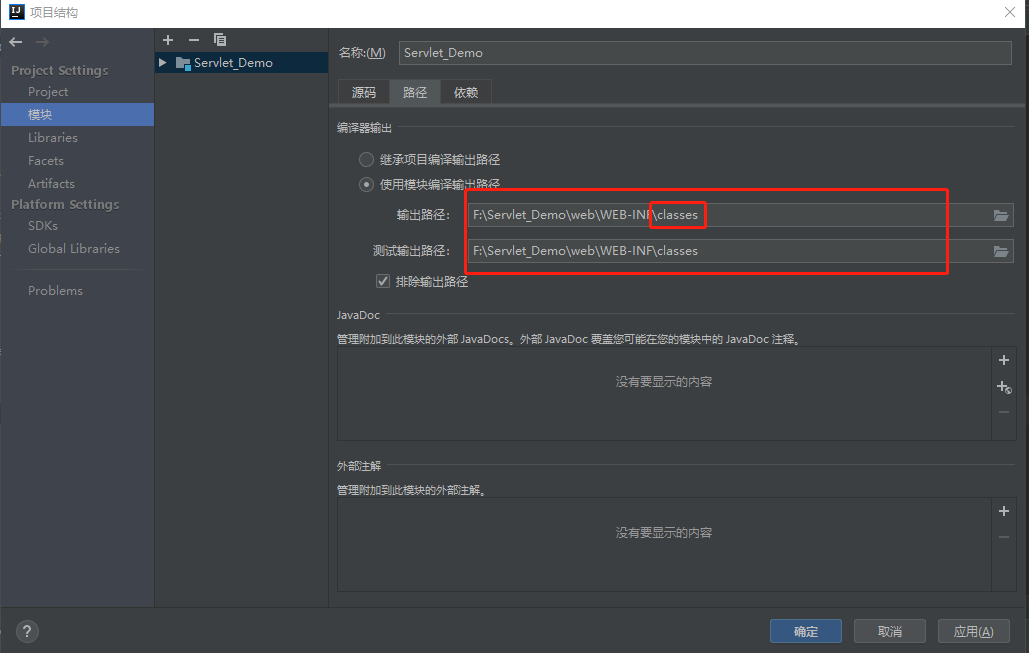 项目结构
Project Settings
Project
模块
Libraries
Facets
Artifacts
Platform Settings
SDKs
Global Libraries
Problems
Servlet_Demo
名称:(M) Servlet_Demo
源码 路径 依赖
编译器输出
继承项目编译输出路径
使用模块编译输出路径
输出路径: F:\Servlet_Demo\web\WEB-INF\classes
测试输出路径: F:\Servlet_Demo\web\WEB-INF\classes
排除输出路径
JavaDoc
管理附加到此模块的外部 JavaDocs。外部 JavaDoc 覆盖您可能在您的模块中的 JavaDoc 注释。
没有要显示的内容
外部注解
管理附加到此模块的外部注解。
没有要显示的内容
?
确定 取消 应用(A)